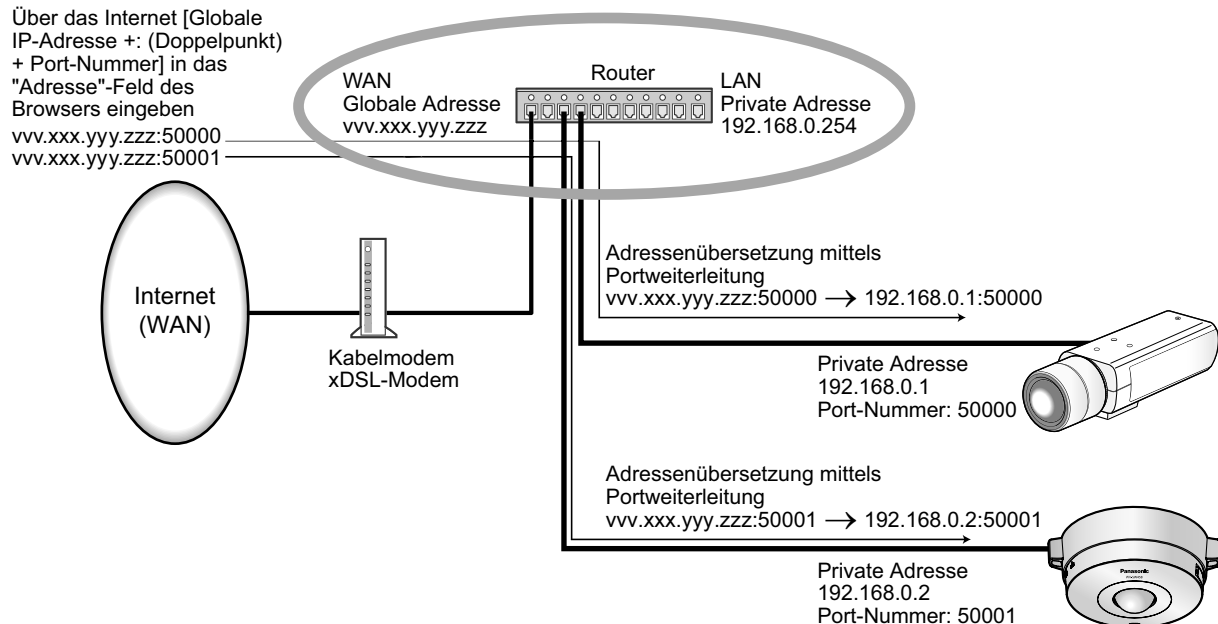 Über das Internet [Globale
IP-Adresse +: (Doppelpunkt)
+ Port-Nummer] in das
"Adresse"-Feld des
Browsers eingeben
vvv.xxx.yyy.zzz:50000
vvv.xxx.yyy.zzz:50001
WAN
Globale Adresse
vvv.xxx.yyy.zzz
Router
LAN
Private Adresse
192.168.0.254
Internet
(WAN)
Kabelmodem
xDSL-Modem
Adressenübersetzung mittels
Portweiterleitung
vvv.xxx.yyy.zzz:50000 → 192.168.0.1:50000
Private Adresse
192.168.0.1
Port-Nummer: 50000
Adressenübersetzung mittels
Portweiterleitung
vvv.xxx.yyy.zzz:50001 → 192.168.0.2:50001
Private Adresse
192.168.0.2
Port-Nummer: 50001
Panasonic